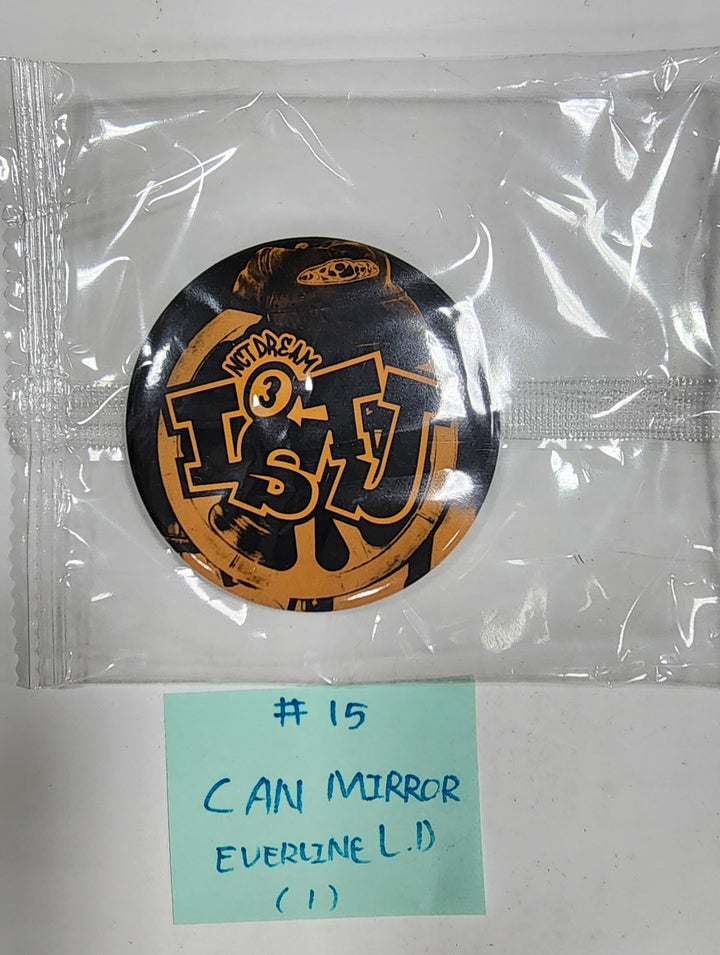 NCT DREAM
3
ISTJ
# 15
CAN MIRROR
EVERLINE L.D
(1)